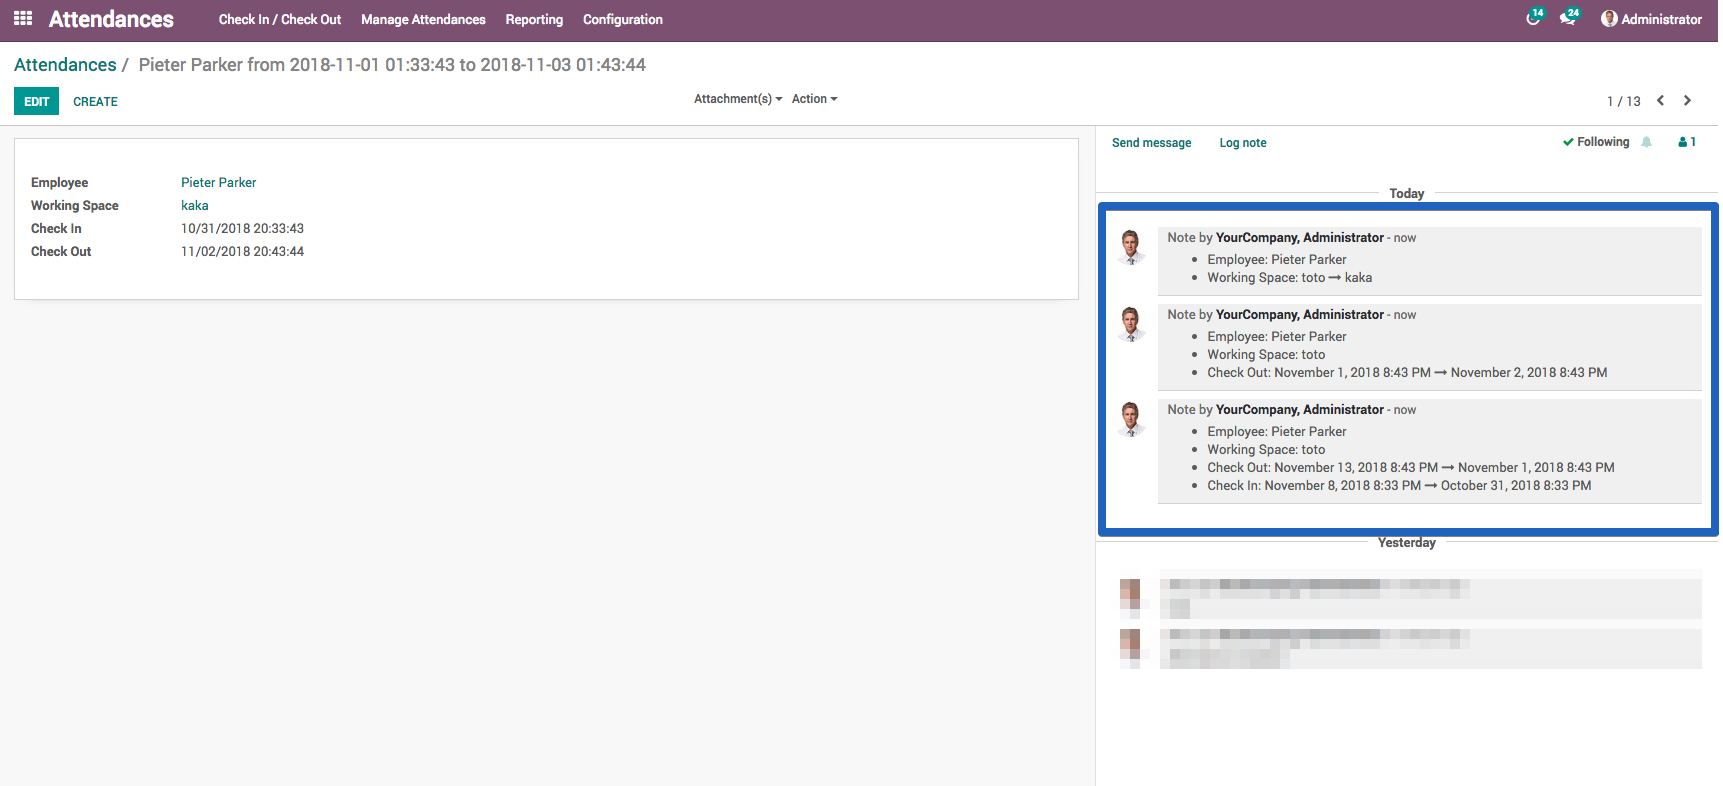 Attendances Check In / Check Out Manage Attendances Reporting Configuration 14 24 Administrator
Attendances / Pieter Parker from 2018-11-01 01:33:43 to 2018-11-03 01:43:44
EDIT CREATE Attachment(s) Action 1 / 13
Send message Log note Following 1
Employee Pieter Parker
Working Space kaka
Check In 10/31/2018 20:33:43
Check Out 11/02/2018 20:43:44
Today
Note by YourCompany, Administrator - now
Employee: Pieter Parker
Working Space: toto → kaka
Note by YourCompany, Administrator - now
Employee: Pieter Parker
Working Space: toto
Check Out: November 1, 2018 8:43 PM → November 2, 2018 8:43 PM
Note by YourCompany, Administrator - now
Employee: Pieter Parker
Working Space: toto
Check Out: November 13, 2018 8:43 PM → November 1, 2018 8:43 PM
Check In: November 8, 2018 8:33 PM → October 31, 2018 8:33 PM
Yesterday